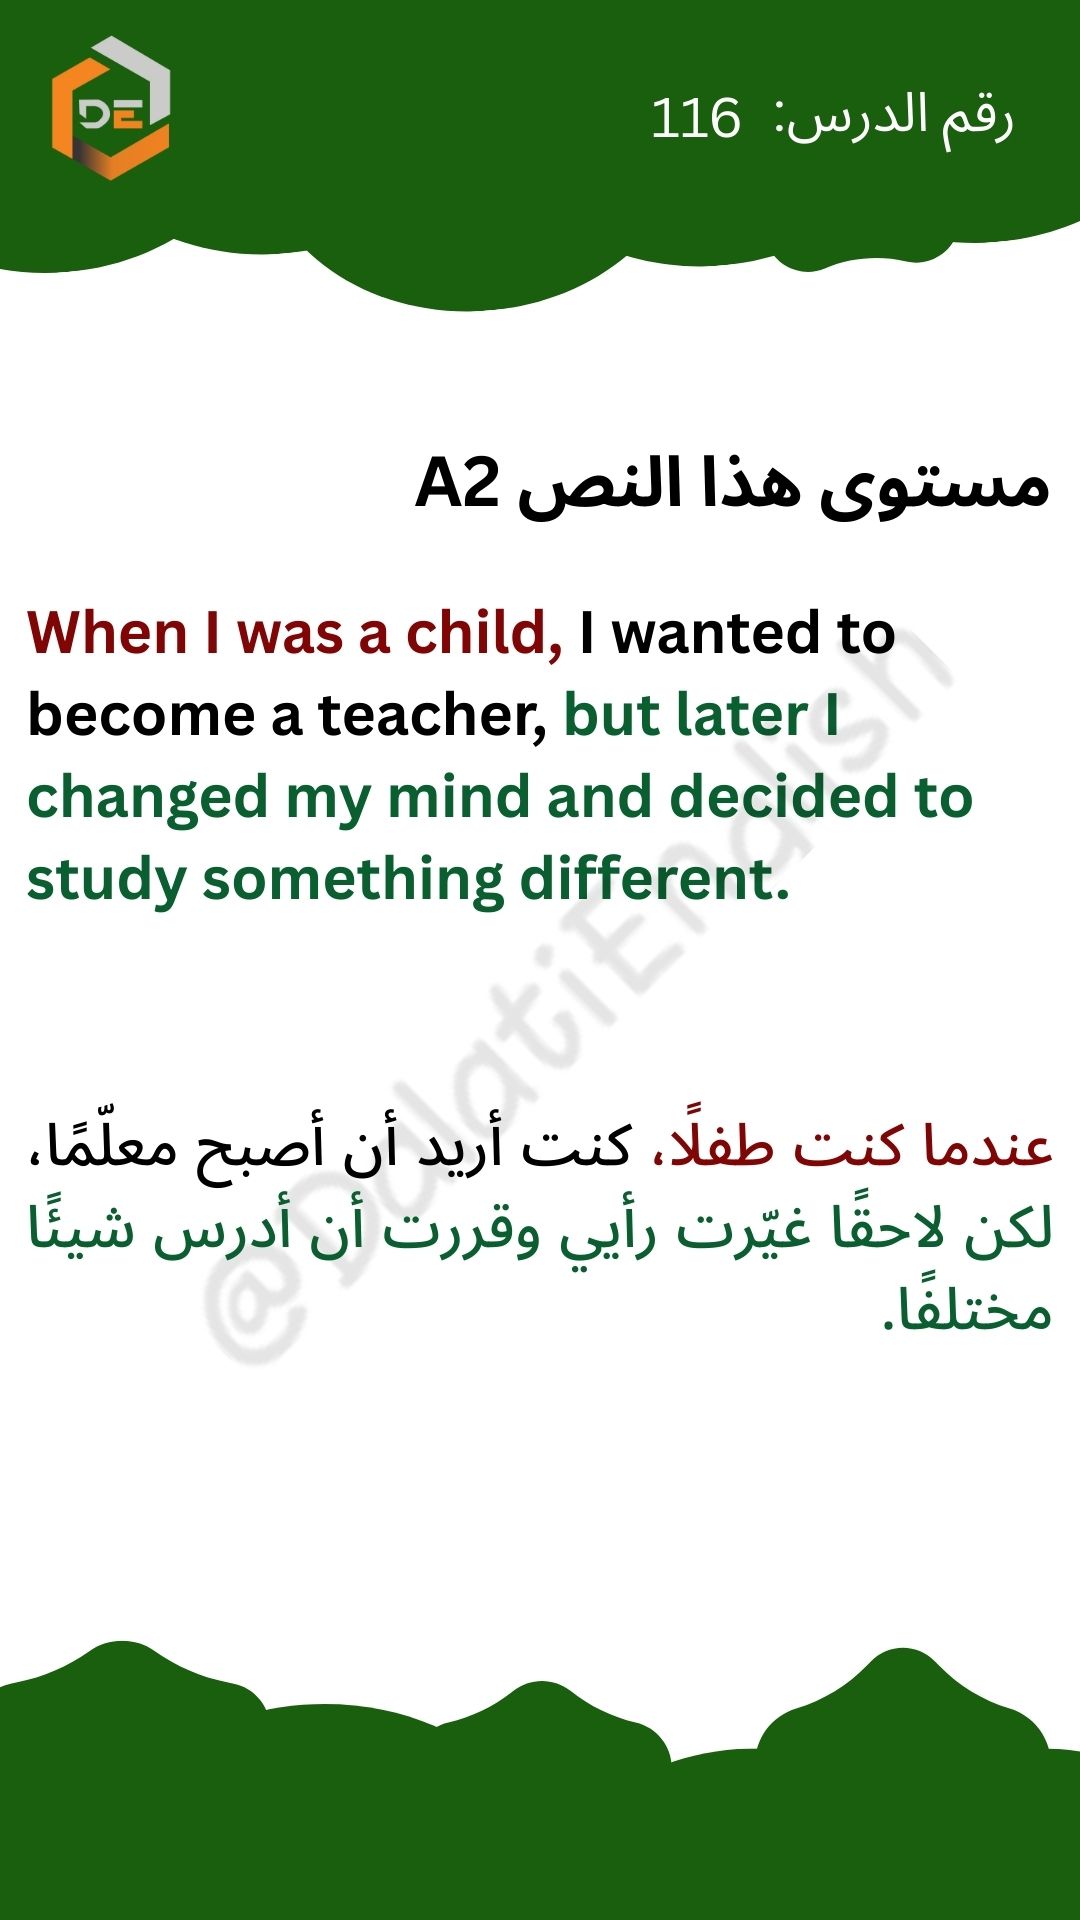 DE
رقم الدرس: 116
مستوى هذا النص A2
When I was a child, I wanted to
become a teacher, but later I
changed my mind and decided to
study something different.
@DalatiEnglish
عندما كنت طفلًا، كنت أريد أن أصبح معلّمًا،
لكن لاحقًا غيّرت رأيي وقررت أن أدرس شيئًا
مختلفًا.